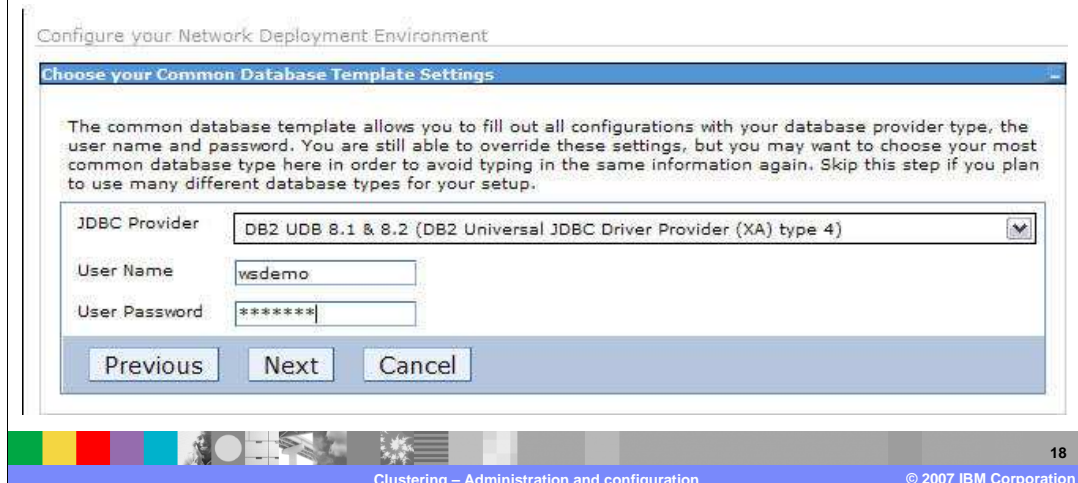 Configure your Network Deployment Environment
Choose your Common Database Template Settings
The common database template allows you to fill out all configurations with your database provider type, the
user name and password. You are still able to override these settings, but you may want to choose your most
common database type here in order to avoid typing in the same information again. Skip this step if you plan
to use many different database types for your setup.
JDBC Provider
DB2 UDB 8.1 & 8.2 (DB2 Universal JDBC Driver Provider (XA) type 4)
User Name
wsdemo
User Password
*******
Previous Next Cancel
18
Clustering – Administration and configuration
© 2007 IBM Corporation